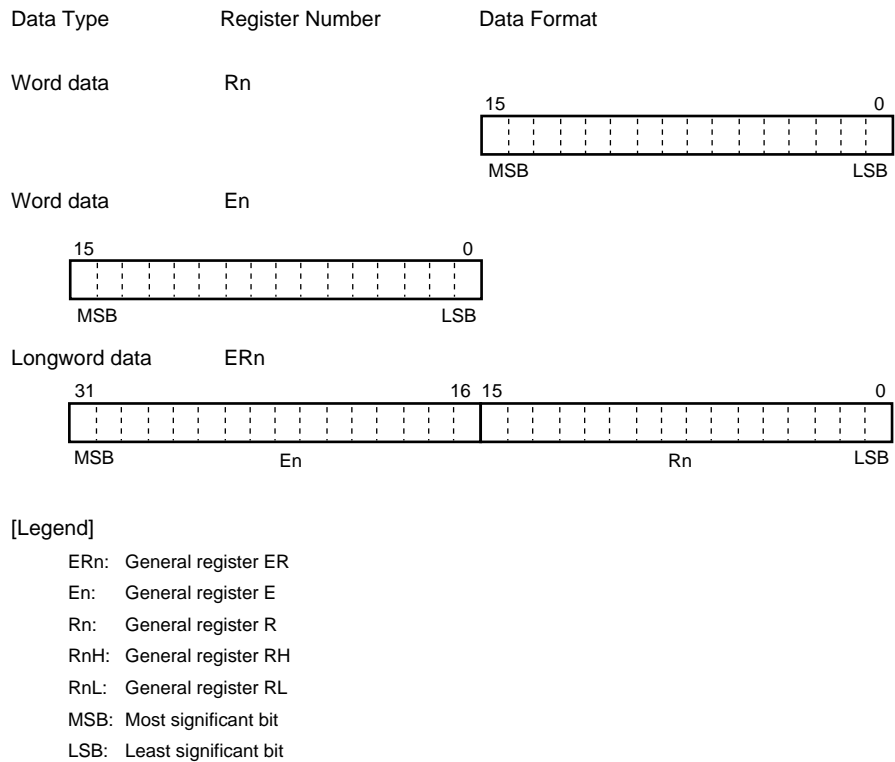 Data Type Register Number Data Format
Word data Rn
15 0
MSB LSB
Word data En
15 0
MSB LSB
Longword data ERn
31 16 15 0
MSB En Rn LSB
[Legend]
ERn: General register ER
En: General register E
Rn: General register R
RnH: General register RH
RnL: General register RL
MSB: Most significant bit
LSB: Least significant bit